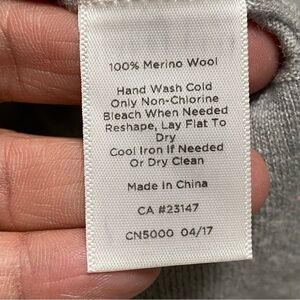 100% Merino Wool
Hand Wash Cold
Only Non-Chlorine
Bleach When Needed
Reshape, Lay Flat To
Dry
Cool Iron If Needed
Or Dry Clean
Made In China
CA #23147
CN5000 04/17